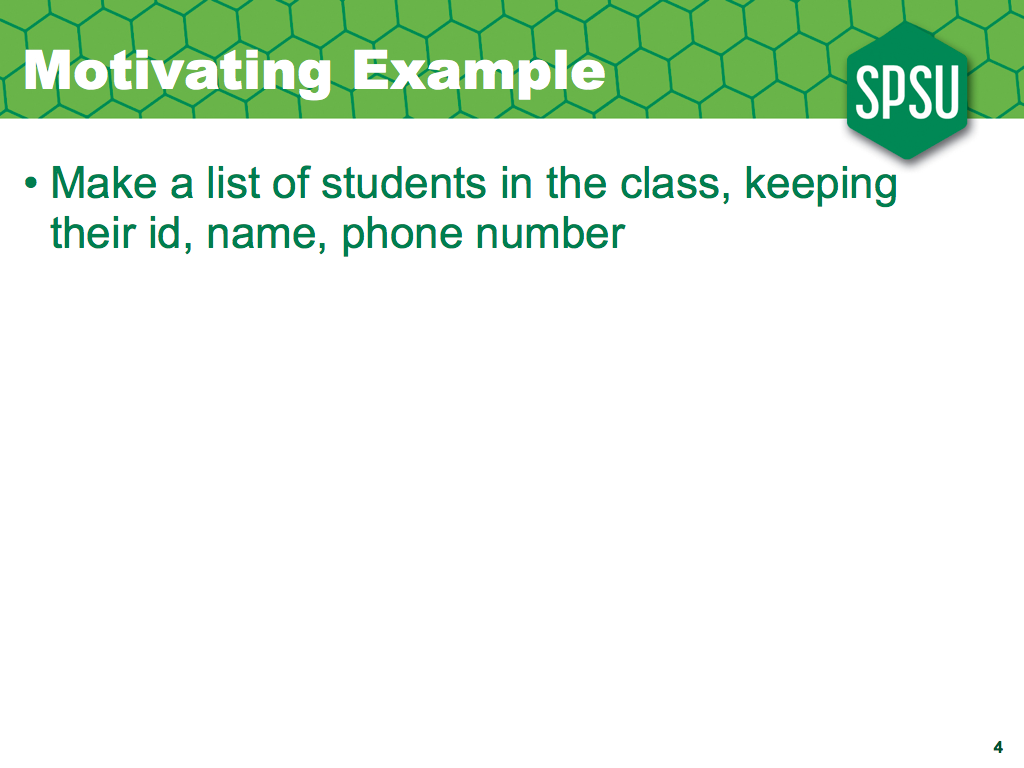 Motivating Example
SPSU
• Make a list of students in the class, keeping
their id, name, phone number
4